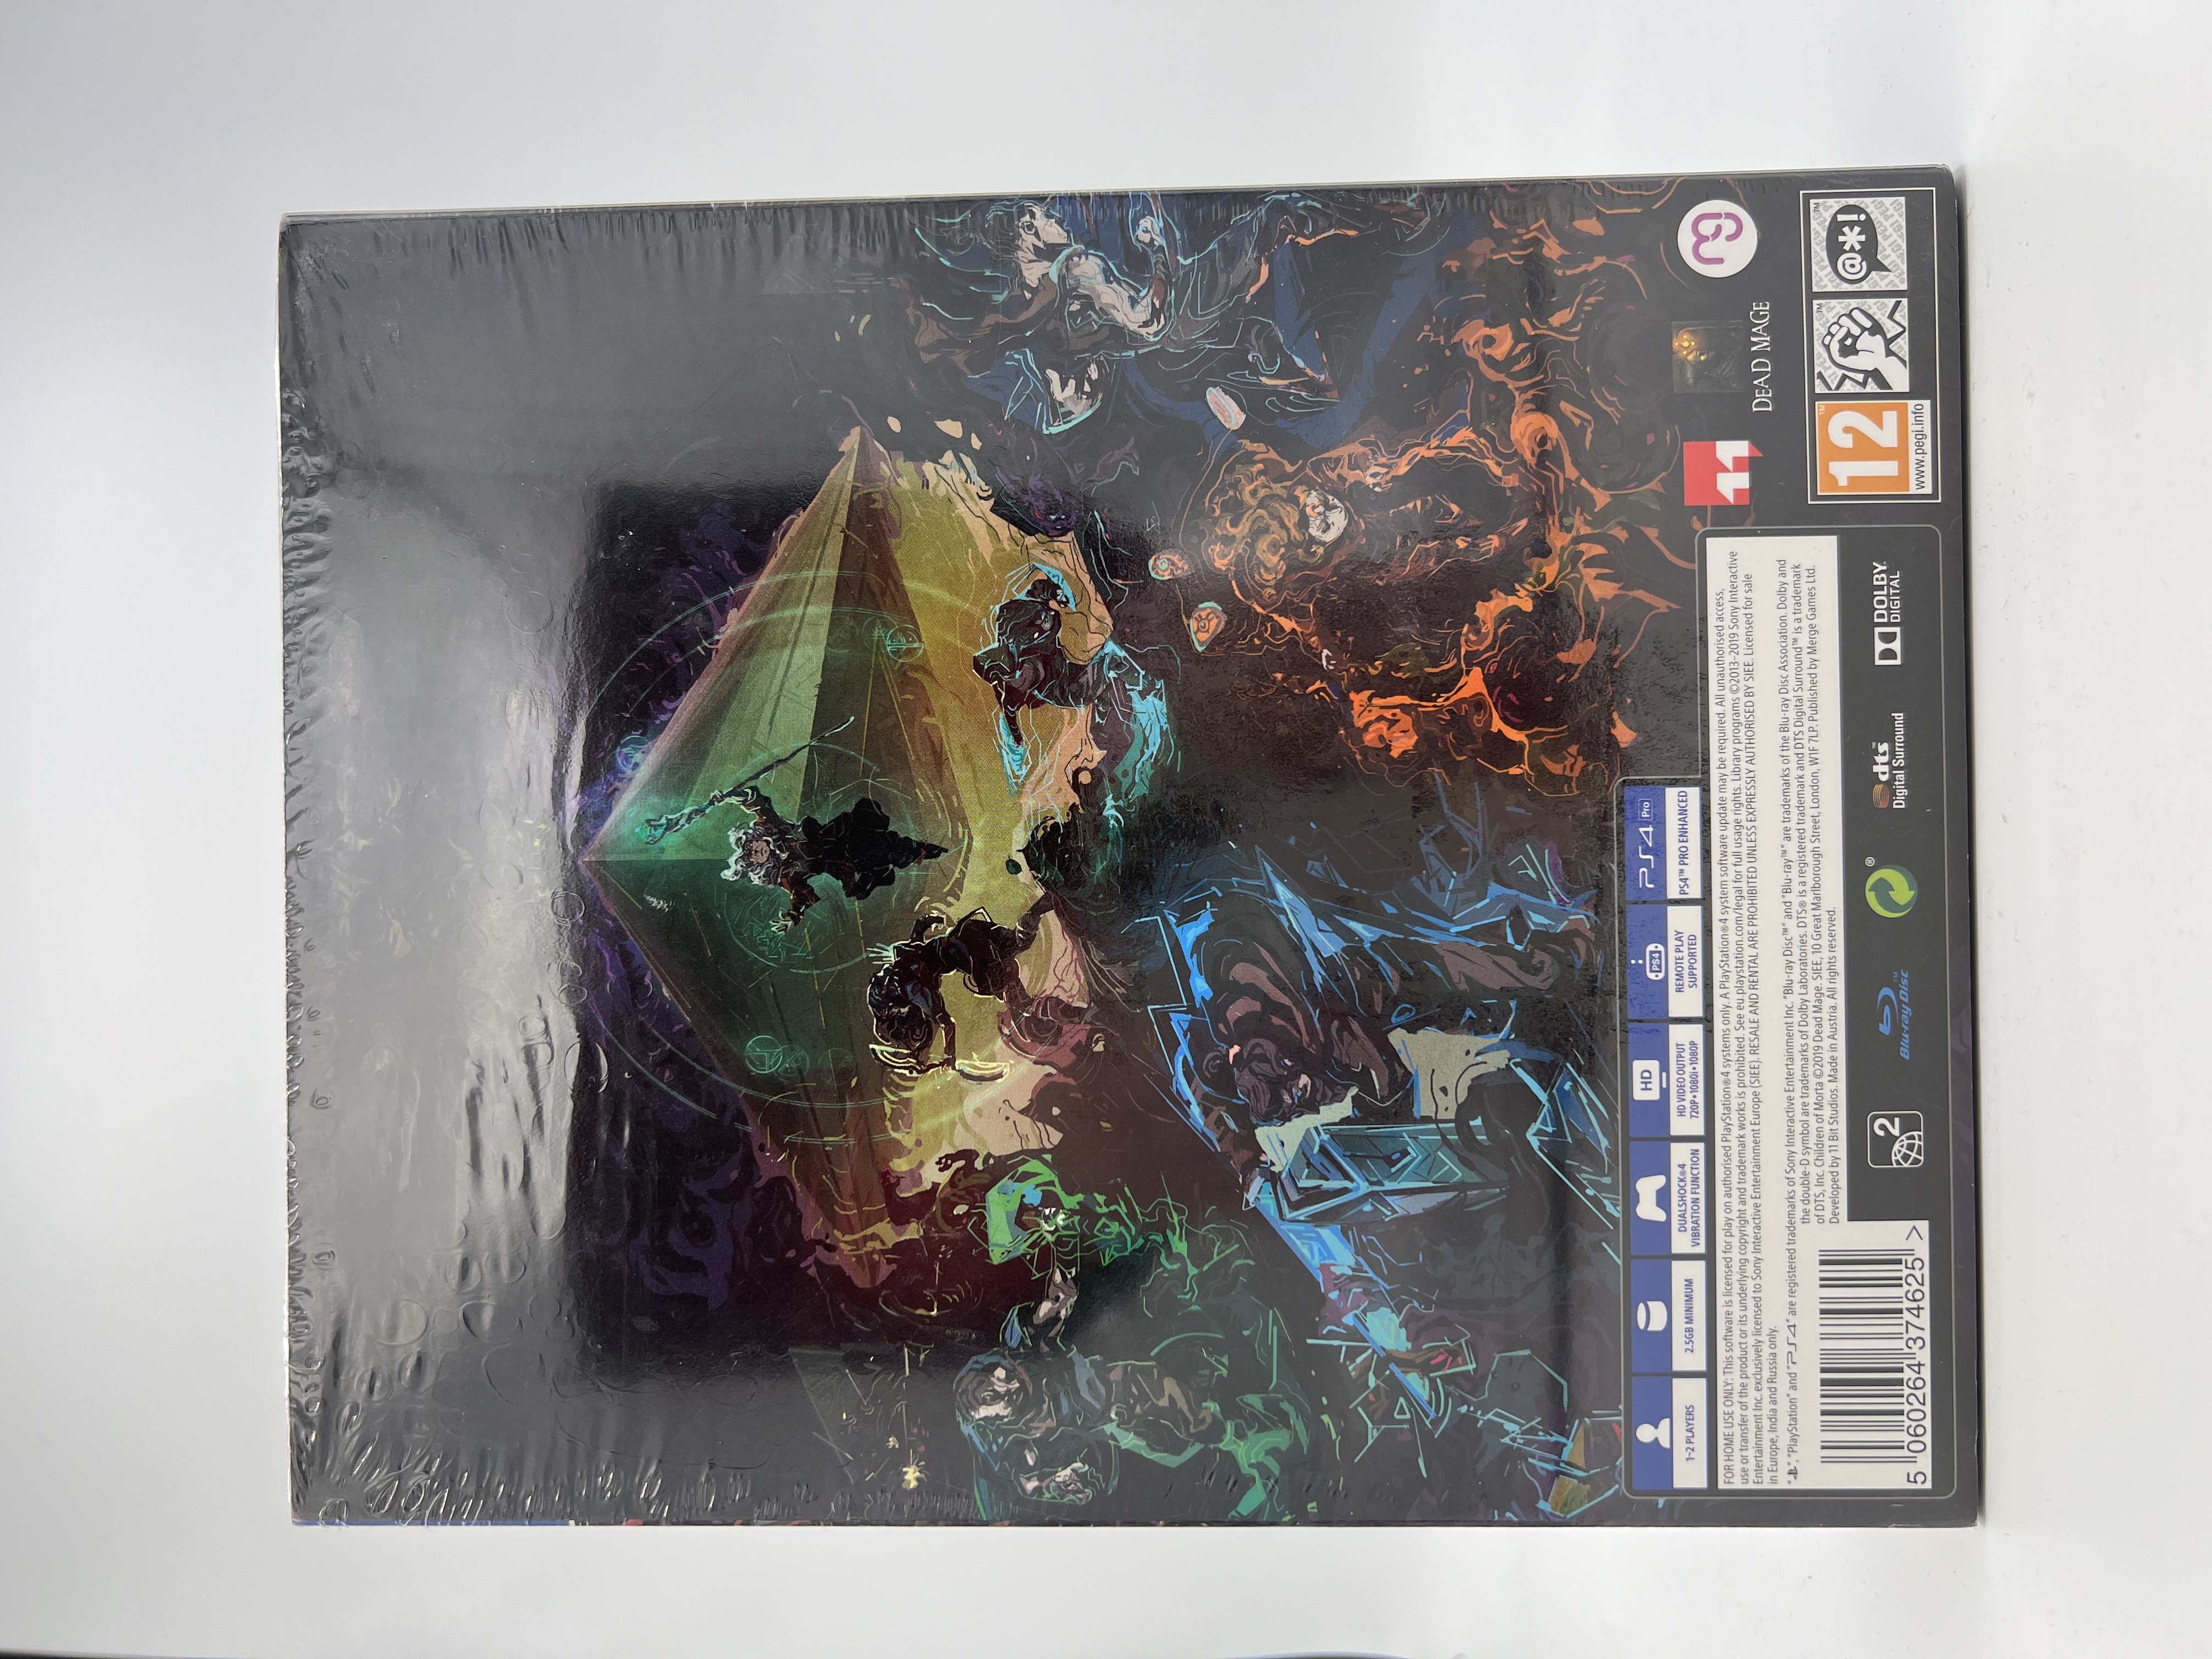 1-2 PLAYERS
2.5GB MINIMUM
DUALSHOCK®4
VIBRATION FUNCTION
HD
HD VIDEO OUTPUT
720P•1080i•1080P
PS4
REMOTE PLAY
SUPPORTED
PS4 Pro
PS4™ PRO ENHANCED
FOR HOME USE ONLY: This software is licensed for play on authorised PlayStation®4 systems only. A PlayStation®4 system software update may be required. All unauthorised access,
use or transfer of the product or its underlying copyright and trademark works is prohibited. See eu.playstation.com/legal for full usage rights. Library programs ©2013-2019 Sony Interactive
Entertainment Inc. exclusively licensed to Sony Interactive Entertainment Europe (SIEE). RESALE AND RENTAL ARE PROHIBITED UNLESS EXPRESSLY AUTHORISED BY SIEE. Licensed for sale
in Europe, India and Russia only.
"PlayStation" and "PS4" are registered trademarks of Sony Interactive Entertainment Inc. "Blu-ray Disc™" and "Blu-ray™" are trademarks of the Blu-ray Disc Association. Dolby and
the double-D symbol are trademarks of Dolby Laboratories. DTS® is a registered trademark and DTS Digital Surround™ is a trademark
of DTS, Inc. Children of Morta ©2019 Dead Mage. SIEE, 10 Great Marlborough Street, London, W1F 7LP. Published by Merge Games Ltd.
Developed by 11 Bit Studios. Made in Austria. All rights reserved.
5 060264 374625 >
2
Blu-ray Disc™
®
dts™
Digital Surround
DOLBY®
DIGITAL
11
DEAD MAGE
mg
12™
www.pegi.info
™
@*!
™
PEGI